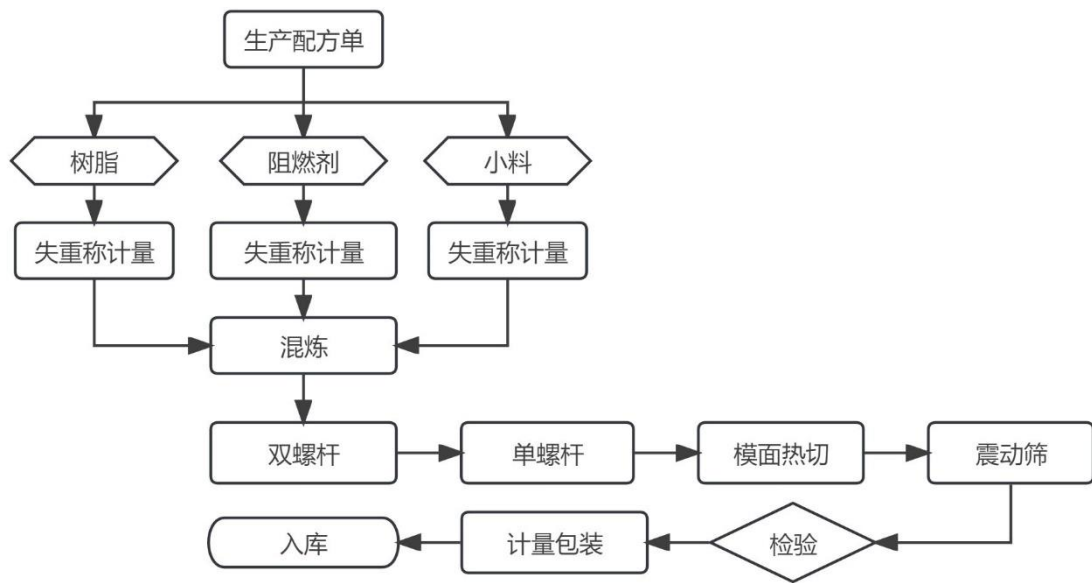 生产配方单
树脂
阻燃剂
小料
失重称计量
失重称计量
失重称计量
混炼
双螺杆
单螺杆
模面热切
震动筛
入库
计量包装
检验